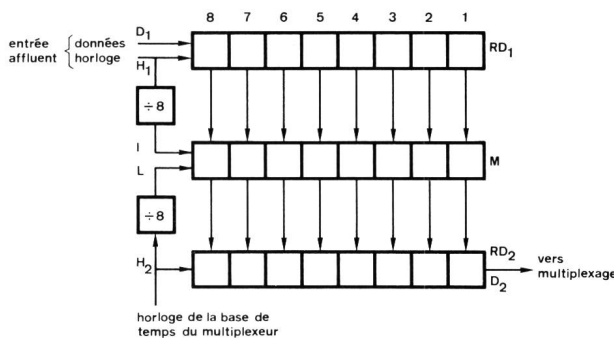 8 7 6 5 4 3 2 1
D1
entrée
affluent
données
horloge
RD1
H1
÷8
I
L
M
÷8
H2
RD2
D2
vers
multiplexage
horloge de la base de
temps du multiplexeur